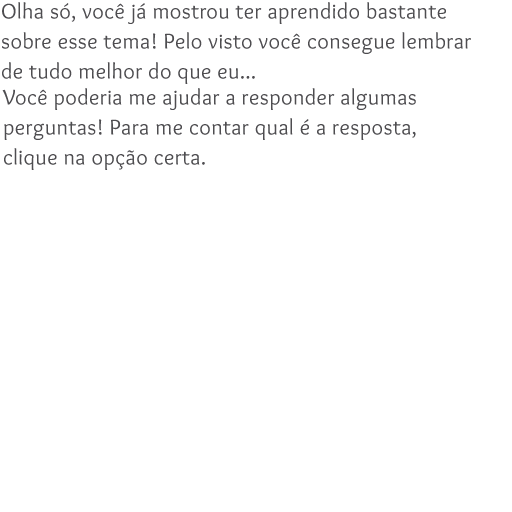 Olha só, você já mostrou ter aprendido bastante
sobre esse tema! Pelo visto você consegue lembrar
de tudo melhor do que eu...
Você poderia me ajudar a responder algumas
perguntas! Para me contar qual é a resposta,
clique na opção certa.